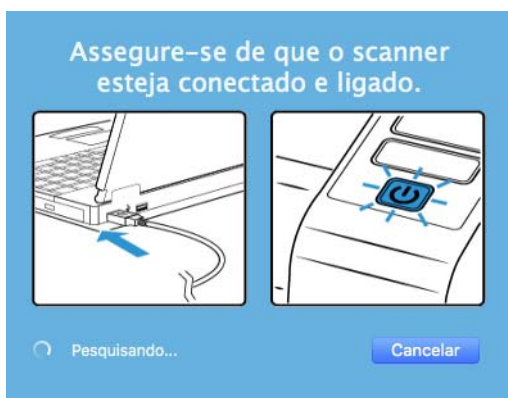 Assegure-se de que o scanner
esteja conectado e ligado.
Pesquisando...
Cancelar